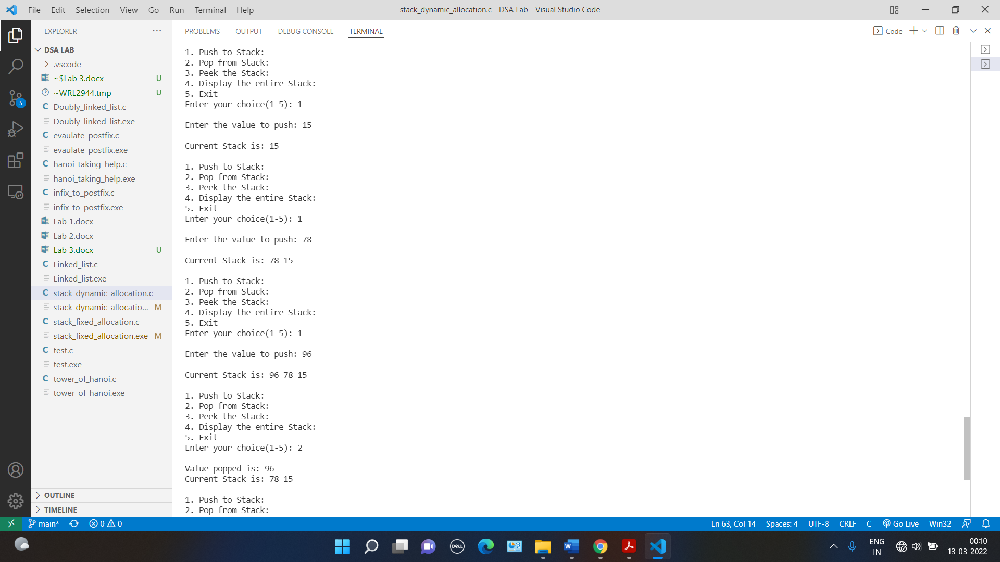 File Edit Selection View Go Run Terminal Help
stack_dynamic_allocation.c - DSA Lab - Visual Studio Code
EXPLORER
DSA LAB
.vscode
~$Lab 3.docx U
~WRL2944.tmp U
Doubly_linked_list.c
Doubly_linked_list.exe
evaulate_postfix.c
evaulate_postfix.exe
hanoi_taking_help.c
hanoi_taking_help.exe
infix_to_postfix.c
infix_to_postfix.exe
Lab 1.docx
Lab 2.docx
Lab 3.docx U
Linked_list.c
Linked_list.exe
stack_dynamic_allocation.c
stack_dynamic_allocatio... M
stack_fixed_allocation.c
stack_fixed_allocation.exe M
test.c
test.exe
tower_of_hanoi.c
tower_of_hanoi.exe
OUTLINE
TIMELINE
5
PROBLEMS OUTPUT DEBUG CONSOLE TERMINAL
Code
1. Push to Stack:
2. Pop from Stack:
3. Peek the Stack:
4. Display the entire Stack:
5. Exit
Enter your choice(1-5): 1
Enter the value to push: 15
Current Stack is: 15
1. Push to Stack:
2. Pop from Stack:
3. Peek the Stack:
4. Display the entire Stack:
5. Exit
Enter your choice(1-5): 1
Enter the value to push: 78
Current Stack is: 78 15
1. Push to Stack:
2. Pop from Stack:
3. Peek the Stack:
4. Display the entire Stack:
5. Exit
Enter your choice(1-5): 1
Enter the value to push: 96
Current Stack is: 96 78 15
1. Push to Stack:
2. Pop from Stack:
3. Peek the Stack:
4. Display the entire Stack:
5. Exit
Enter your choice(1-5): 2
Value popped is: 96
Current Stack is: 78 15
1. Push to Stack:
2. Pop from Stack:
main* 0 0
Ln 63, Col 14 Spaces: 4 UTF-8 CRLF C Go Live Win32
DELL
ENG
IN
00:10
13-03-2022